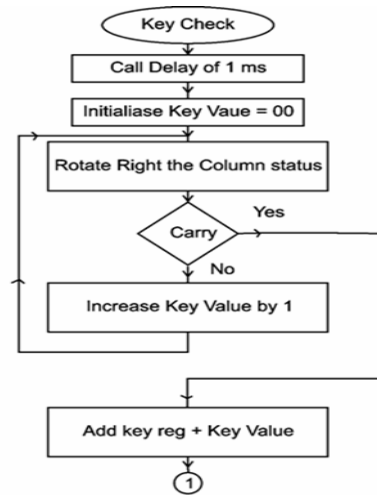 Key Check
Call Delay of 1 ms
Initialiase Key Vaue = 00
Rotate Right the Column status
Carry
Yes
No
Increase Key Value by 1
Add key reg + Key Value
1